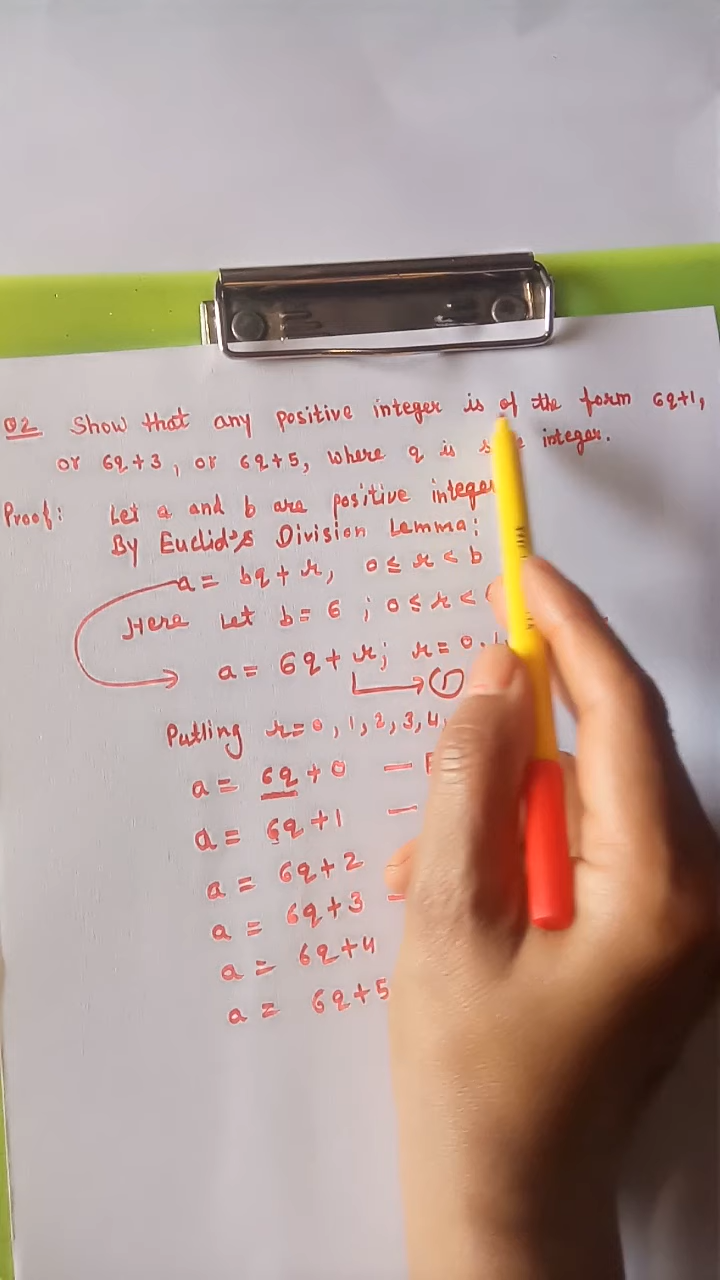 Q2 Show that any positive integer is of the form 6q+1,
or 6q+3, or 6q+5, where q is integer.
Proof: Let a and b are positive
By Euclid's Division Lemma:
a = bq + r, 0 ≤ r < b
Here Let b = 6 ; 0 ≤ r <
a = 6q + r; r = 0,
①
Putting r = 0, 1, 2, 3, 4,
a = 6q + 0 —
a = 6q + 1 —
a = 6q + 2
a = 6q + 3 —
a = 6q + 4
a = 6q + 5